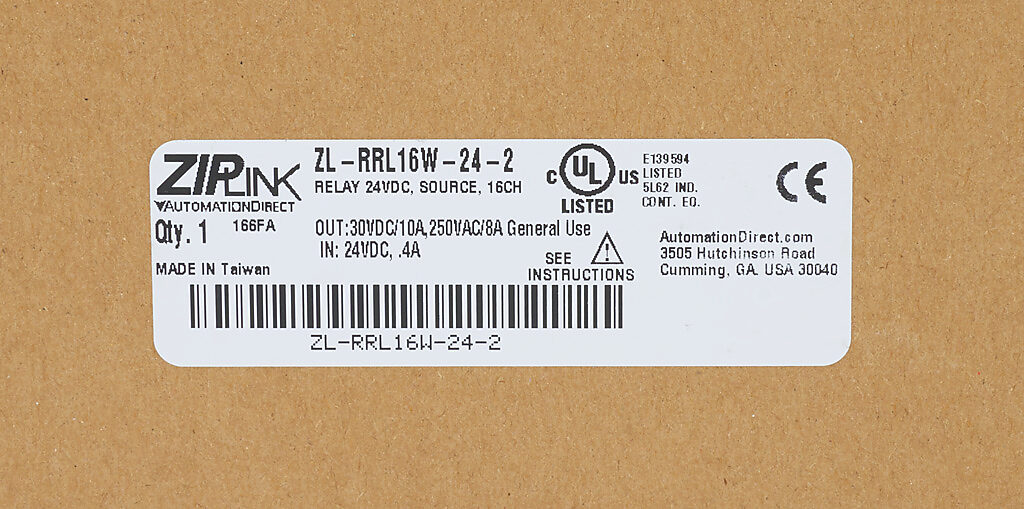 ZIPLINK
AUTOMATIONDIRECT
Qty. 1 166FA
MADE IN Taiwan
ZL-RRL16W-24-2
RELAY 24VDC, SOURCE, 16CH
OUT:30VDC/10A,250VAC/8A General Use
IN: 24VDC, .4A
C UL US
LISTED
E139594
LISTED
5L62 IND.
CONT. EQ.
CE
SEE
INSTRUCTIONS
AutomationDirect.com
3505 Hutchinson Road
Cumming, GA. USA 30040
ZL-RRL16W-24-2